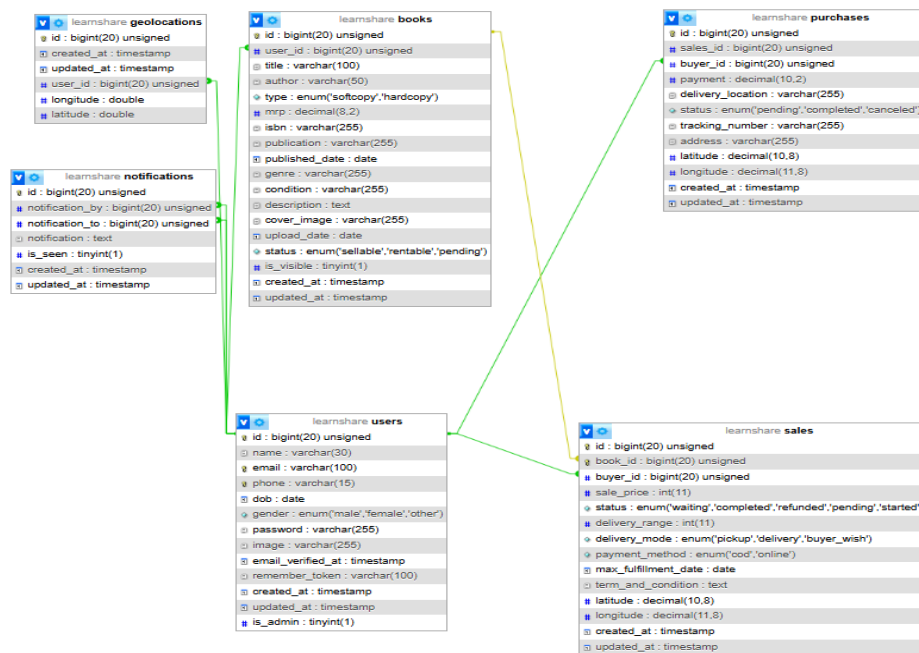 learnshare geolocations
id : bigint(20) unsigned
created_at : timestamp
updated_at : timestamp
user_id : bigint(20) unsigned
longitude : double
latitude : double
learnshare books
id : bigint(20) unsigned
user_id : bigint(20) unsigned
title : varchar(100)
author : varchar(50)
type : enum('softcopy','hardcopy')
mrp : decimal(8,2)
isbn : varchar(255)
publication : varchar(255)
published_date : date
genre : varchar(255)
condition : varchar(255)
description : text
cover_image : varchar(255)
upload_date : date
status : enum('sellable','rentable','pending')
is_visible : tinyint(1)
created_at : timestamp
updated_at : timestamp
learnshare purchases
id : bigint(20) unsigned
sales_id : bigint(20) unsigned
buyer_id : bigint(20) unsigned
payment : decimal(10,2)
delivery_location : varchar(255)
status : enum('pending','completed','canceled')
tracking_number : varchar(255)
address : varchar(255)
latitude : decimal(10,8)
longitude : decimal(11,8)
created_at : timestamp
updated_at : timestamp
learnshare notifications
id : bigint(20) unsigned
notification_by : bigint(20) unsigned
notification_to : bigint(20) unsigned
notification : text
is_seen : tinyint(1)
created_at : timestamp
updated_at : timestamp
learnshare users
id : bigint(20) unsigned
name : varchar(30)
email : varchar(100)
phone : varchar(15)
dob : date
gender : enum('male','female','other')
password : varchar(255)
image : varchar(255)
email_verified_at : timestamp
remember_token : varchar(100)
created_at : timestamp
updated_at : timestamp
is_admin : tinyint(1)
learnshare sales
id : bigint(20) unsigned
book_id : bigint(20) unsigned
buyer_id : bigint(20) unsigned
sale_price : int(11)
status : enum('waiting','completed','refunded','pending','started'
delivery_range : int(11)
delivery_mode : enum('pickup','delivery','buyer_wish')
payment_method : enum('cod','online')
max_fulfillment_date : date
term_and_condition : text
latitude : decimal(10,8)
longitude : decimal(11,8)
created_at : timestamp
updated_at : timestamp